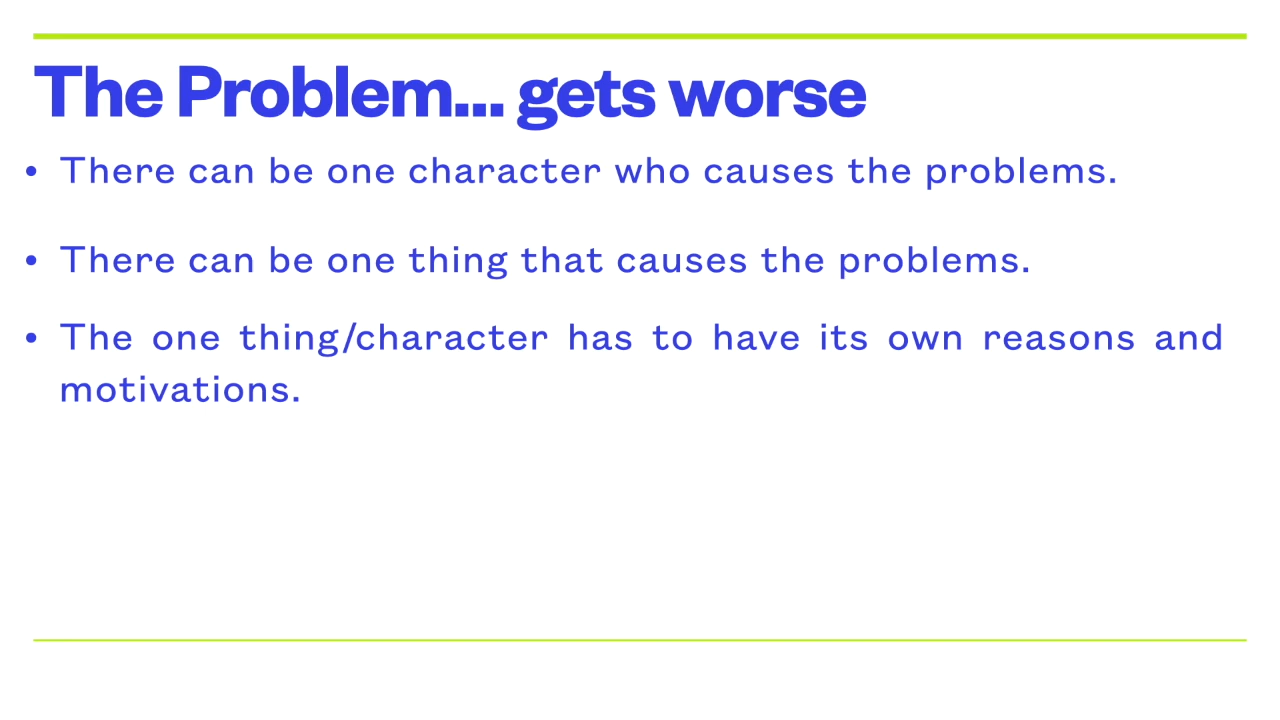 The Problem... gets worse
• There can be one character who causes the problems.
• There can be one thing that causes the problems.
• The one thing/character has to have its own reasons and
motivations.